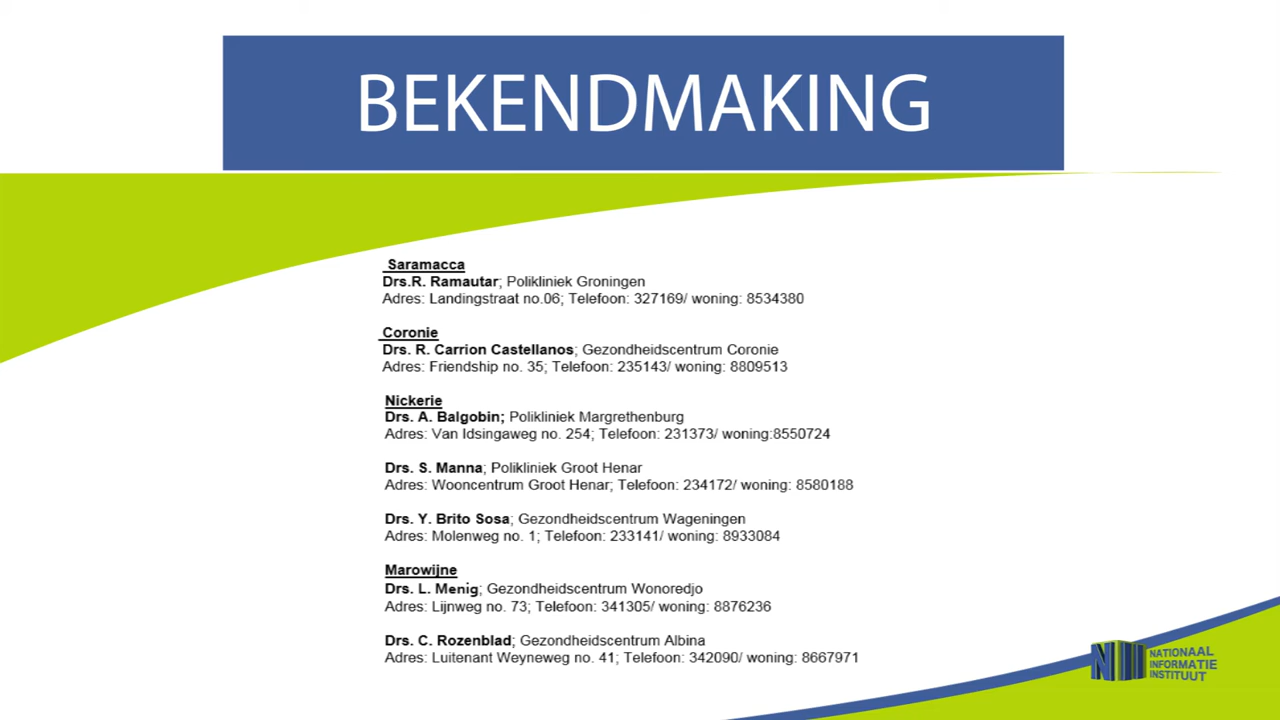 BEKENDMAKING
Saramacca
Drs.R. Ramautar; Polikliniek Groningen
Adres: Landingstraat no.06; Telefoon: 327169/ woning: 8534380
Coronie
Drs. R. Carrion Castellanos; Gezondheidscentrum Coronie
Adres: Friendship no. 35; Telefoon: 235143/ woning: 8809513
Nickerie
Drs. A. Balgobin; Polikliniek Margrethenburg
Adres: Van Idsingaweg no. 254; Telefoon: 231373/ woning:8550724
Drs. S. Manna; Polikliniek Groot Henar
Adres: Wooncentrum Groot Henar; Telefoon: 234172/ woning: 8580188
Drs. Y. Brito Sosa; Gezondheidscentrum Wageningen
Adres: Molenweg no. 1; Telefoon: 233141/ woning: 8933084
Marowijne
Drs. L. Menig; Gezondheidscentrum Wonoredjo
Adres: Lijnweg no. 73; Telefoon: 341305/ woning: 8876236
Drs. C. Rozenblad; Gezondheidscentrum Albina
Adres: Luitenant Weyneweg no. 41; Telefoon: 342090/ woning: 8667971
NII
NATIONAAL
INFORMATIE
INSTITUUT